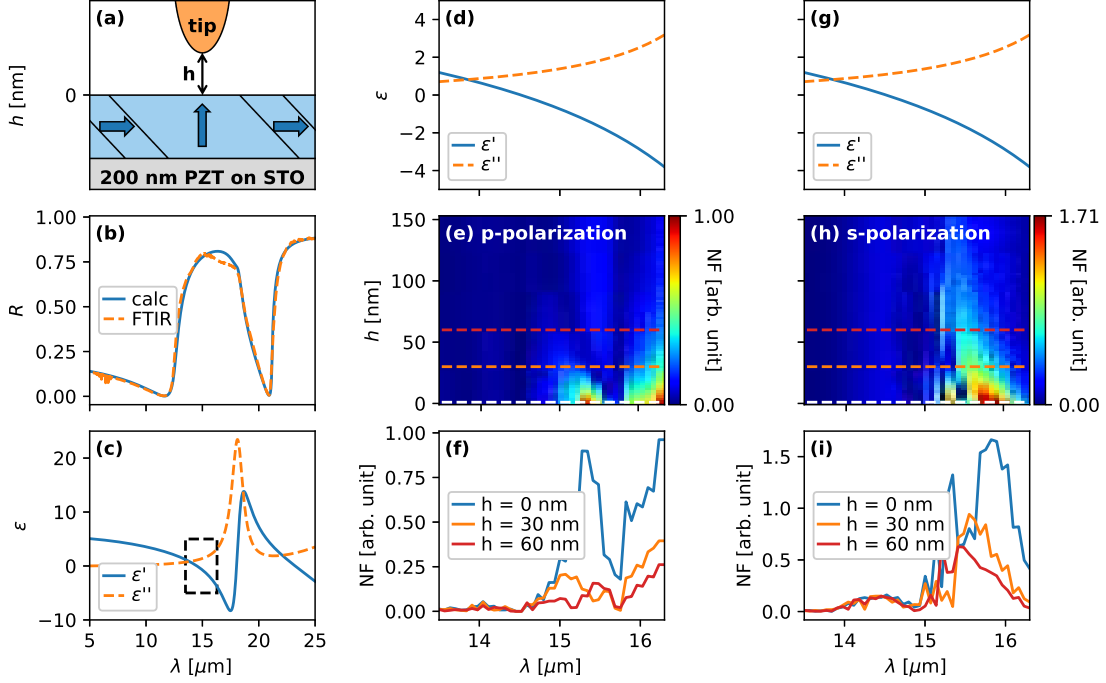 (a)
tip
h
h [nm]
0
200 nm PZT on STO
(b)
R
1.00
0.75
0.50
0.25
0.00
calc
FTIR
(c)
ε
20
10
0
−10
ε'
ε''
5 10 15 20 25
λ [μm]
(d)
ε
4
2
0
−2
−4
ε'
ε''
(e) p-polarization
h [nm]
150
100
50
0
1.00
0.00
NF [arb. unit]
(f)
NF [arb. unit]
1.00
0.75
0.50
0.25
0.00
h = 0 nm
h = 30 nm
h = 60 nm
14 15 16
λ [μm]
(g)
ε'
ε''
(h) s-polarization
1.71
0.00
NF [arb. unit]
(i)
NF [arb. unit]
1.5
1.0
0.5
0.0
h = 0 nm
h = 30 nm
h = 60 nm
14 15 16
λ [μm]